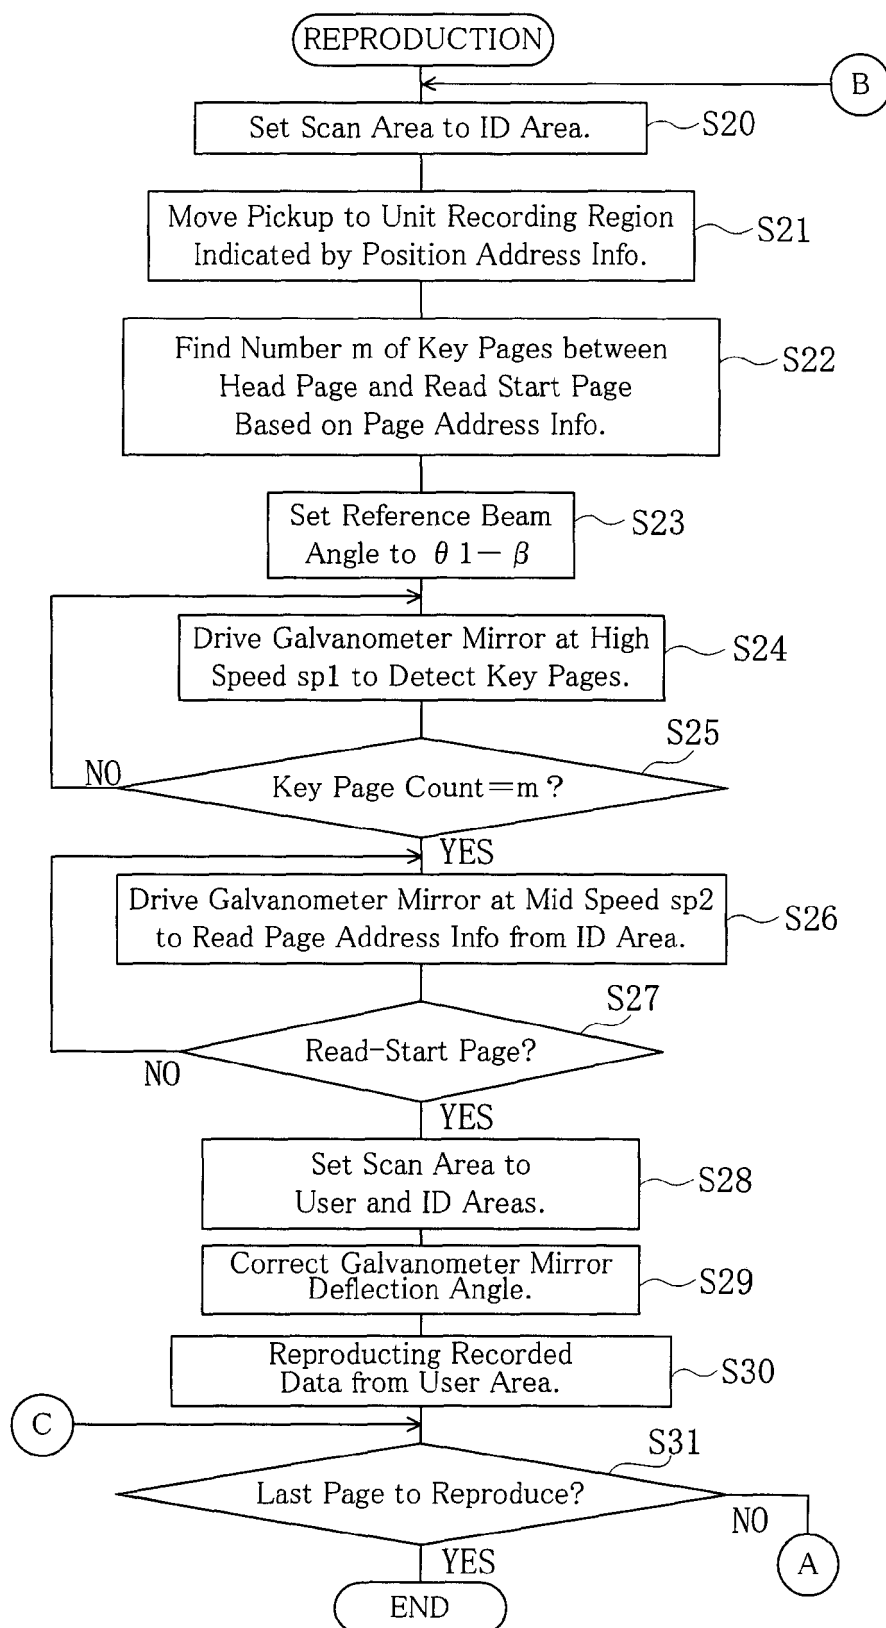 REPRODUCTION
B
Set Scan Area to ID Area.
S20
Move Pickup to Unit Recording Region
Indicated by Position Address Info.
S21
Find Number m of Key Pages between
Head Page and Read Start Page
Based on Page Address Info.
S22
Set Reference Beam
Angle to θ1−β
S23
Drive Galvanometer Mirror at High
Speed sp1 to Detect Key Pages.
S24
S25
NO
Key Page Count=m?
YES
Drive Galvanometer Mirror at Mid Speed sp2
to Read Page Address Info from ID Area.
S26
S27
Read-Start Page?
NO
YES
Set Scan Area to
User and ID Areas.
S28
Correct Galvanometer Mirror
Deflection Angle.
S29
Reproducting Recorded
Data from User Area.
S30
C
S31
Last Page to Reproduce?
NO
YES
A
END